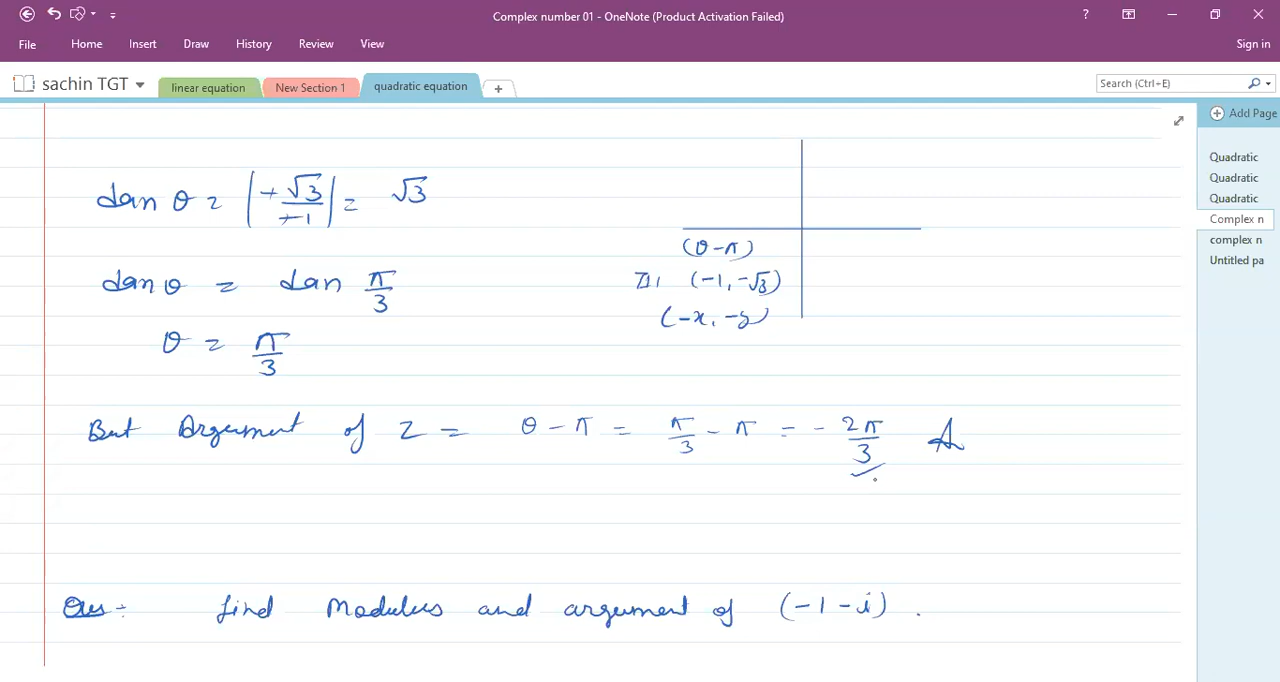 Complex number 01 - OneNote (Product Activation Failed)
?
File Home Insert Draw History Review View Sign in
sachin TGT linear equation New Section 1 quadratic equation + Search (Ctrl+E)
Add Page
Quadratic
Quadratic
Quadratic
Complex n
complex n
Untitled pa
tan θ = |+√3/+1| = √3
(θ-π)
tan θ = tan π/3
III (-1, -√3)
(-x, -y)
θ = π/3
But Argument of Z = θ - π = π/3 - π = - 2π/3 A
Ques ÷ find Modulus and argument of (-1 - i) .